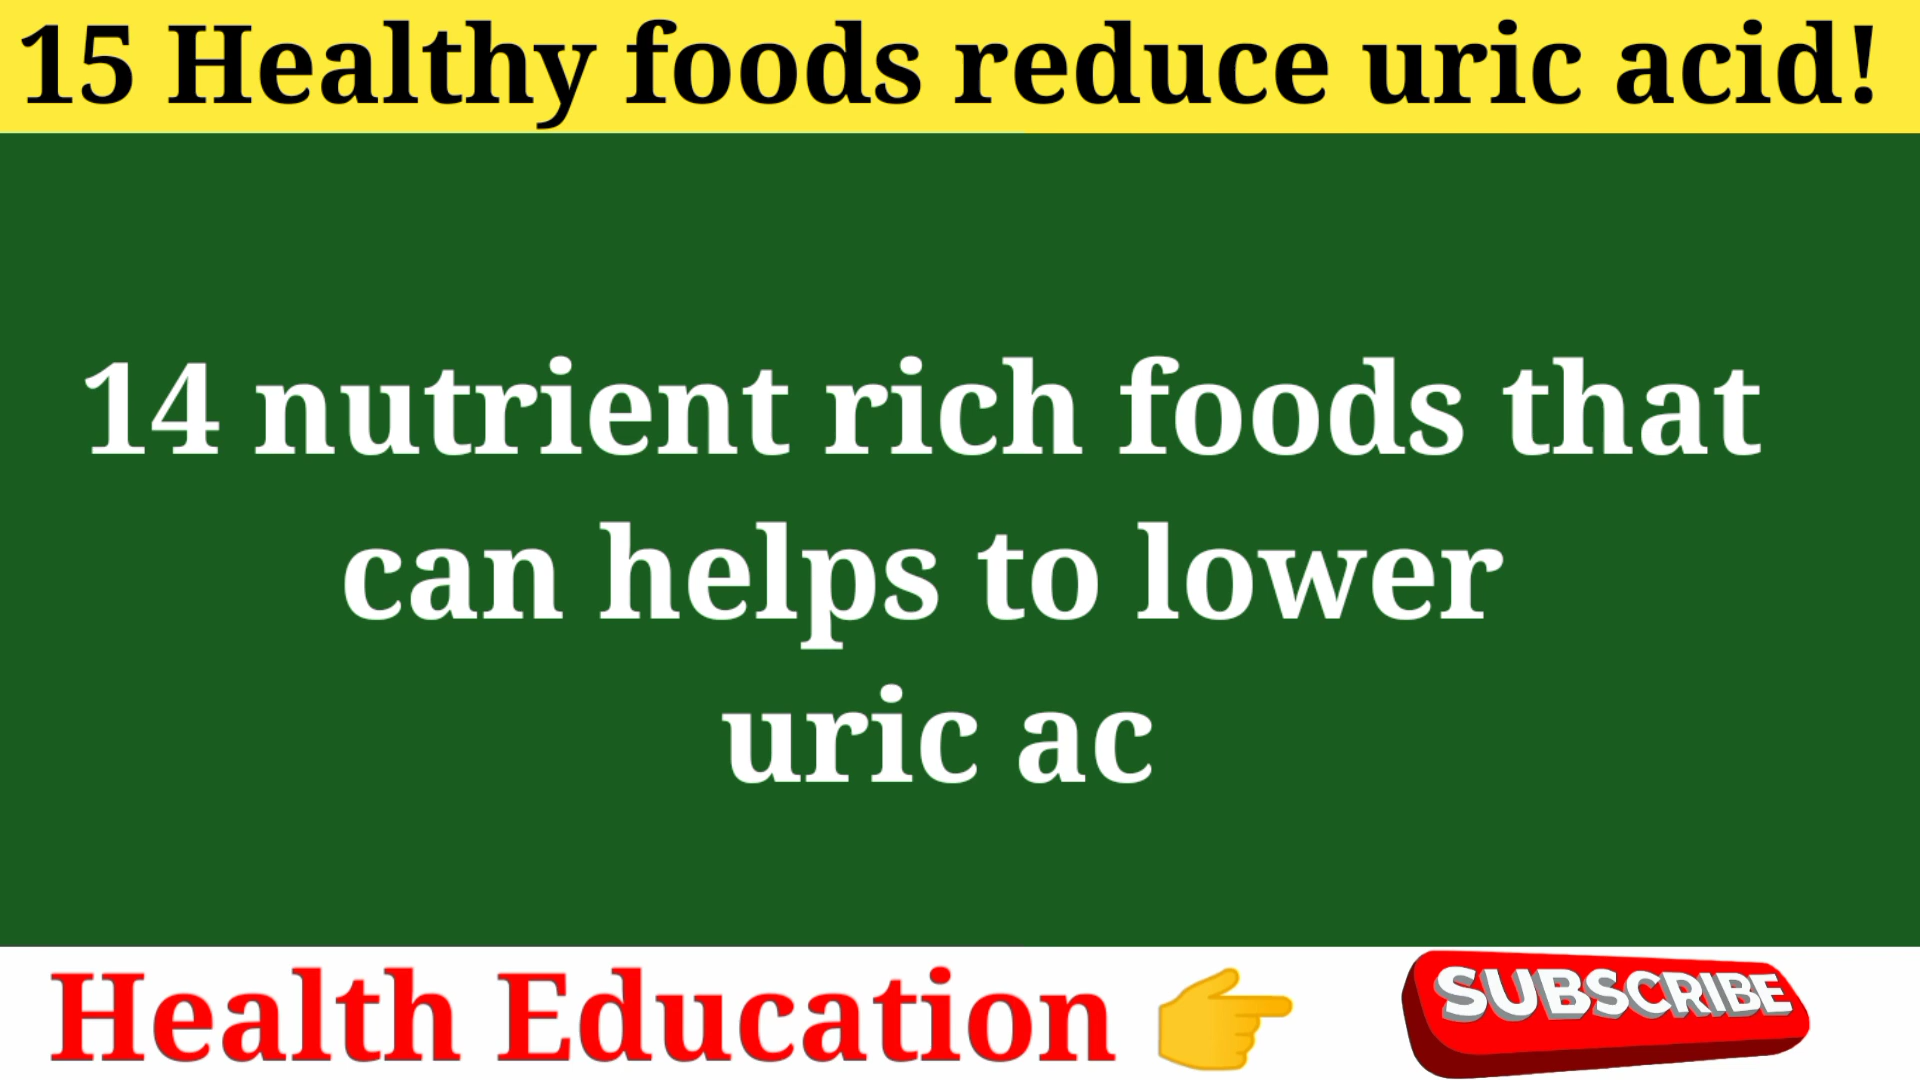 15 Healthy foods reduce uric acid!
14 nutrient rich foods that
can helps to lower
uric ac
Health Education
SUBSCRIBE